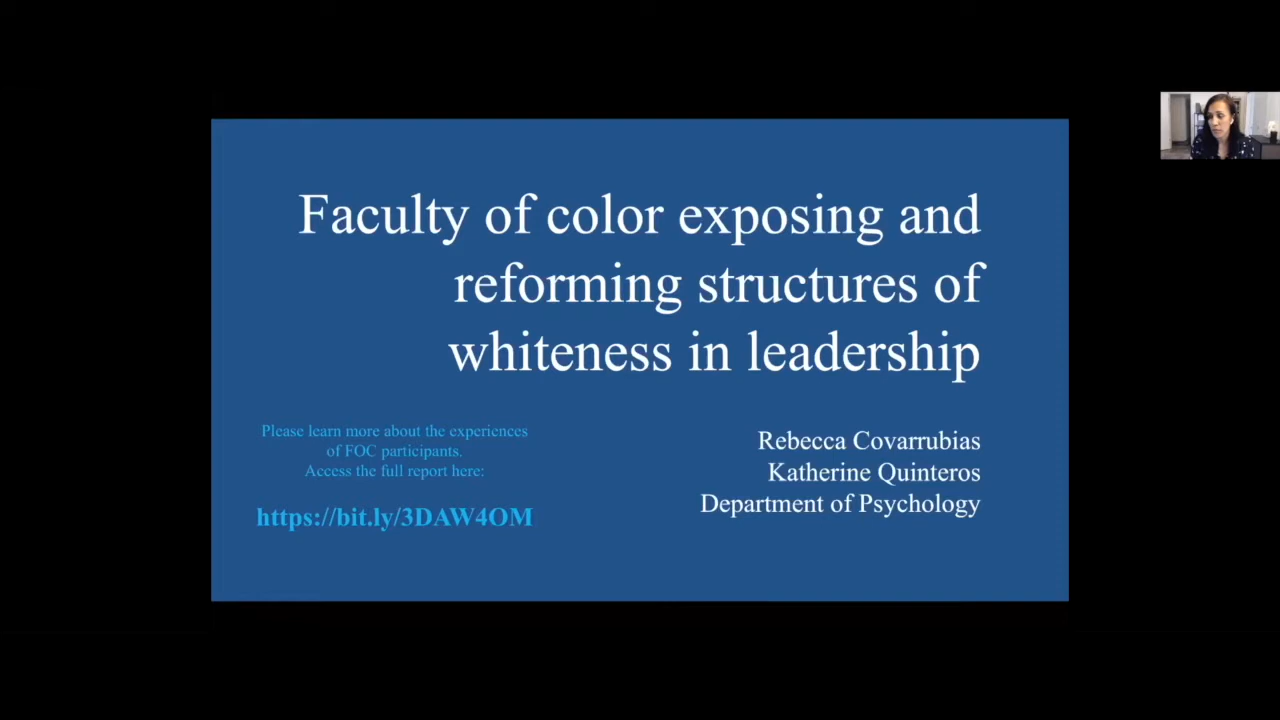 Faculty of color exposing and
reforming structures of
whiteness in leadership
Please learn more about the experiences
of FOC participants.
Access the full report here:
https://bit.ly/3DAW4OM
Rebecca Covarrubias
Katherine Quinteros
Department of Psychology